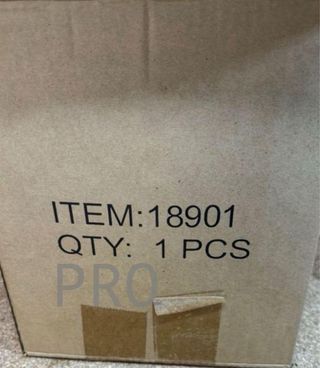 ITEM:18901
QTY: 1 PCS
PRO